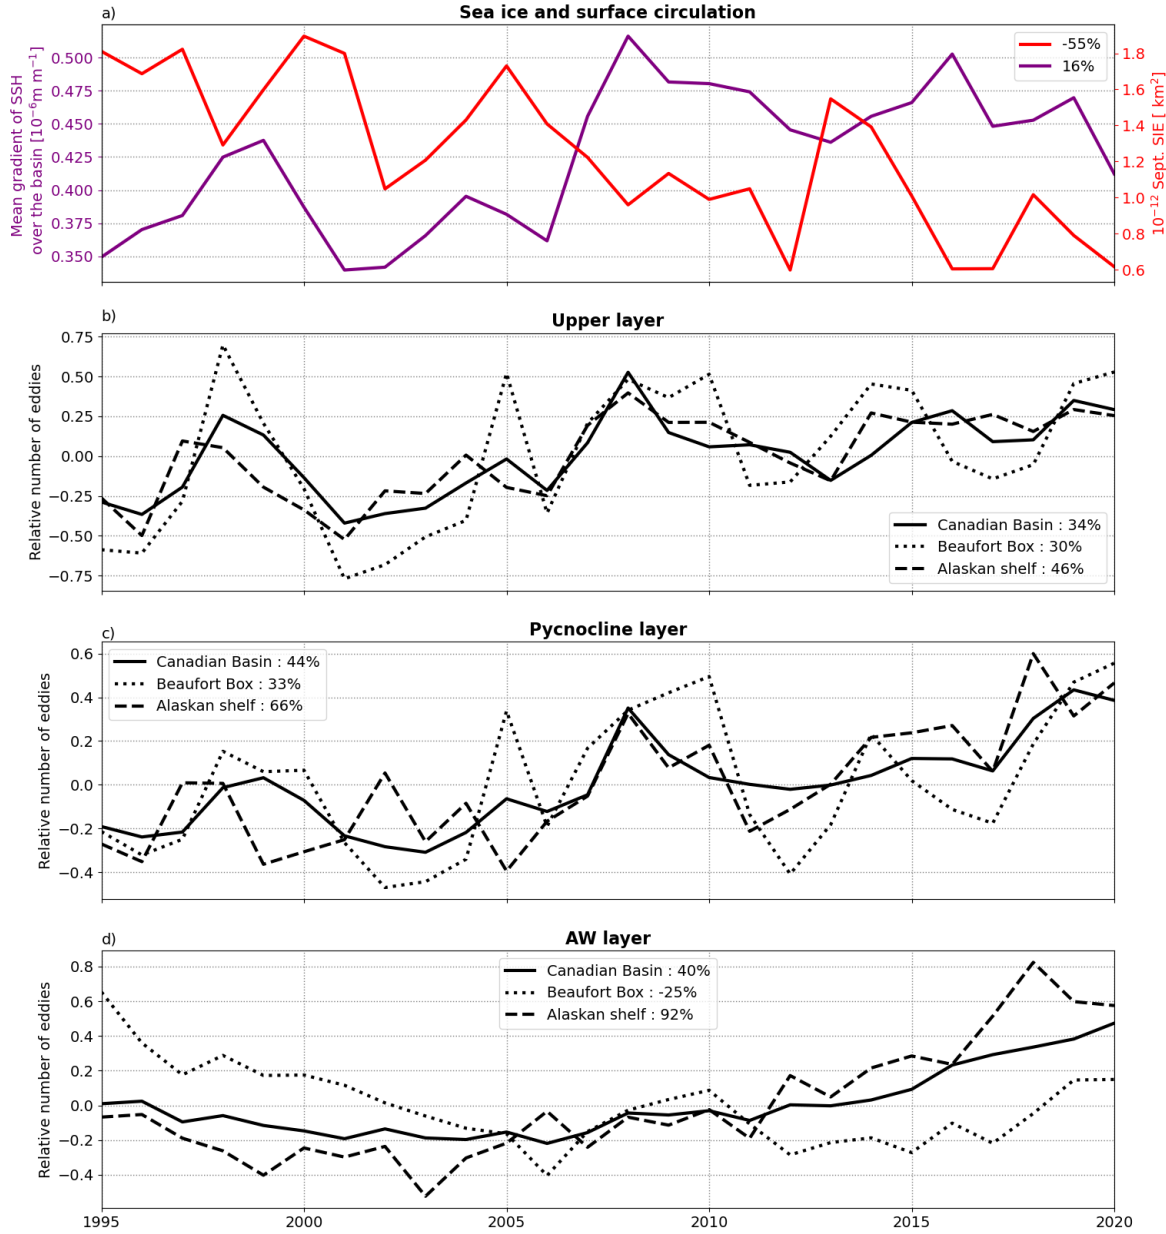 a)
Sea ice and surface circulation
Mean gradient of SSH
over the basin [10⁻⁶m m⁻¹]
0.500
0.475
0.450
0.425
0.400
0.375
0.350
-55%
16%
1.8
1.6
1.4
1.2
1.0
0.8
0.6
10⁻¹² Sept. SIE [ km²]
b)
Upper layer
Relative number of eddies
0.75
0.50
0.25
0.00
−0.25
−0.50
−0.75
Canadian Basin : 34%
Beaufort Box : 30%
Alaskan shelf : 46%
c)
Pycnocline layer
Relative number of eddies
0.6
0.4
0.2
0.0
−0.2
−0.4
Canadian Basin : 44%
Beaufort Box : 33%
Alaskan shelf : 66%
d)
AW layer
Relative number of eddies
0.8
0.6
0.4
0.2
0.0
−0.2
−0.4
Canadian Basin : 40%
Beaufort Box : -25%
Alaskan shelf : 92%
1995 2000 2005 2010 2015 2020